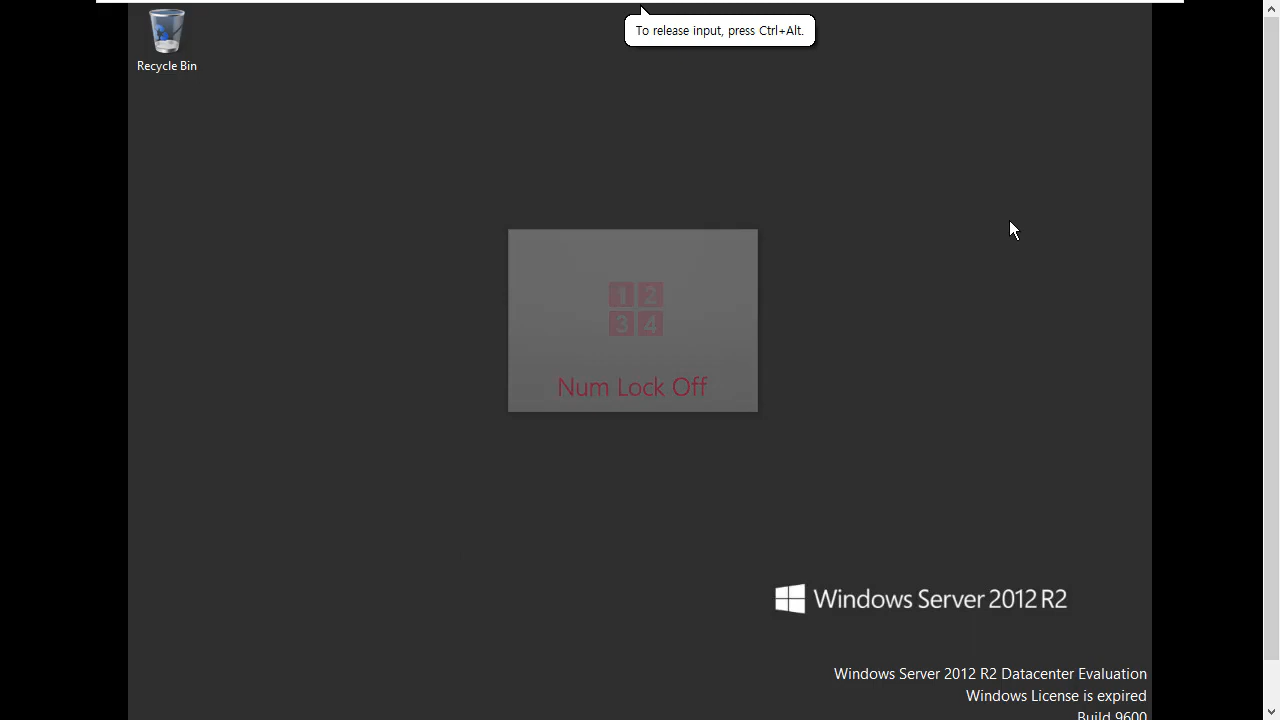 To release input, press Ctrl+Alt.
Recycle Bin
1 2
3 4
Num Lock Off
Windows Server 2012 R2
Windows Server 2012 R2 Datacenter Evaluation
Windows License is expired
Build 9600